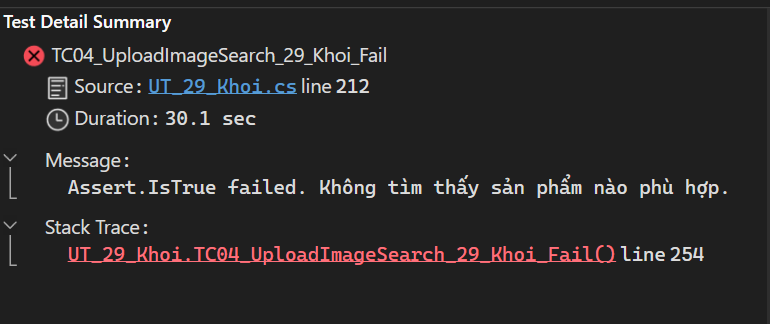 Test Detail Summary
TC04_UploadImageSearch_29_Khoi_Fail
Source: UT_29_Khoi.cs line 212
Duration: 30.1 sec
Message:
Assert.IsTrue failed. Không tìm thấy sản phẩm nào phù hợp.
Stack Trace:
UT_29_Khoi.TC04_UploadImageSearch_29_Khoi_Fail() line 254